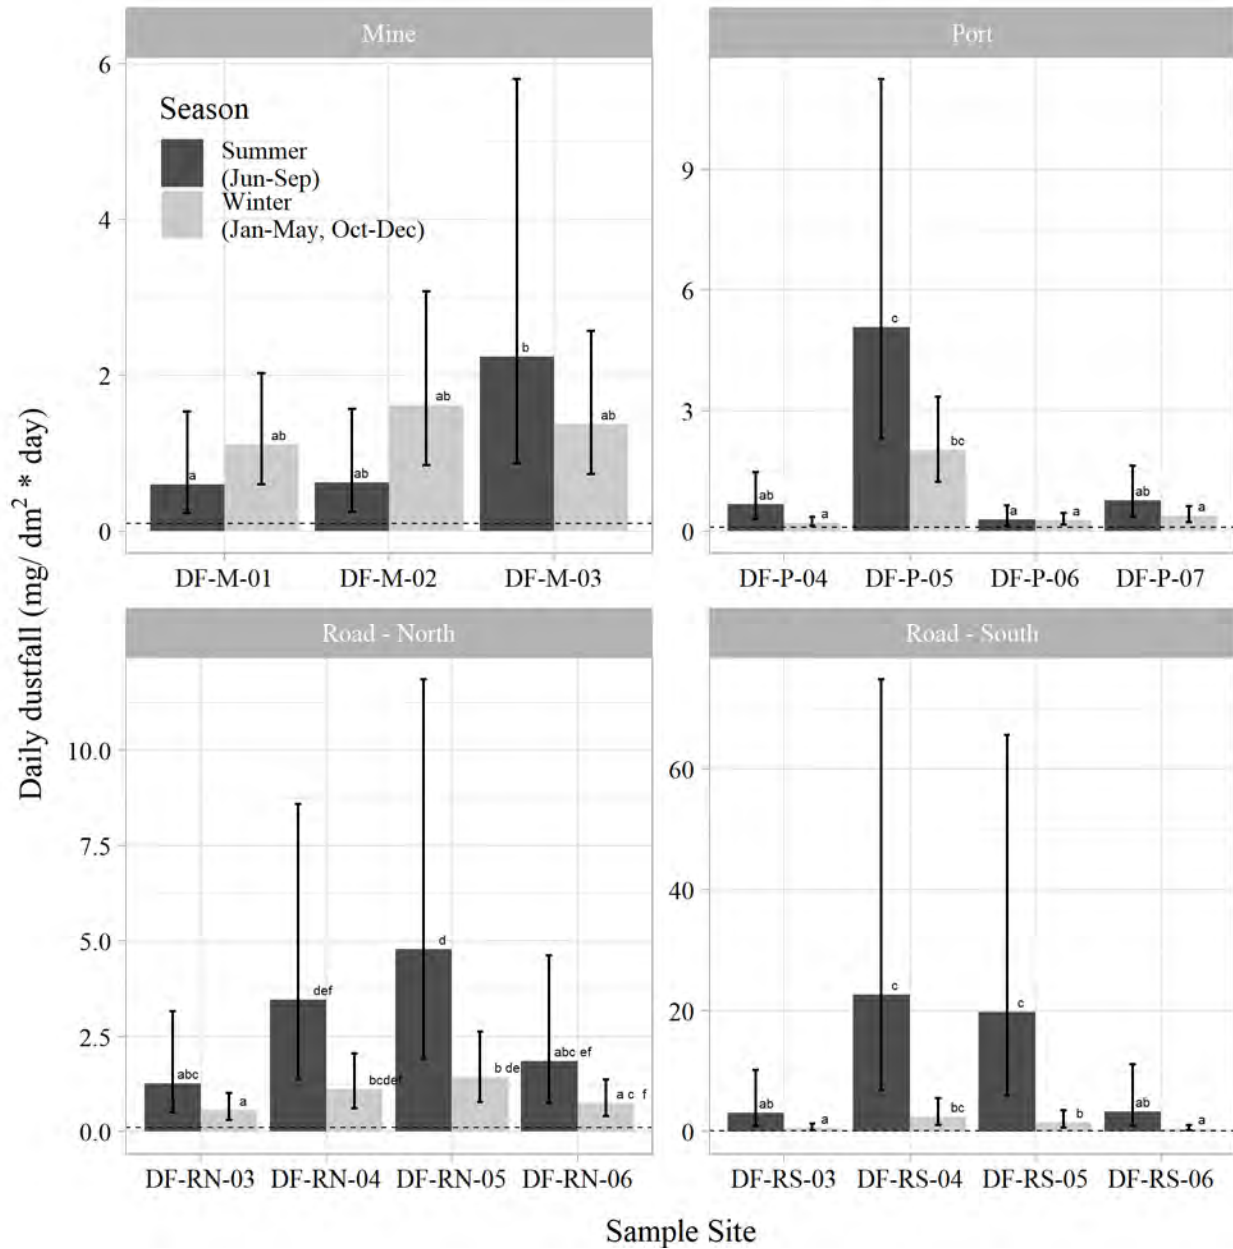 Mine
6
4
2
0
Season
Summer
(Jun-Sep)
Winter
(Jan-May, Oct-Dec)
a
ab
ab
ab
b
ab
DF-M-01 DF-M-02 DF-M-03
Port
9
6
3
0
ab
a
c
bc
a
a
ab
a
DF-P-04 DF-P-05 DF-P-06 DF-P-07
Daily dustfall (mg/ dm² * day)
Road - North
10.0
7.5
5.0
2.5
0.0
abc
a
def
bcdef
d
b de
abc ef
a c f
DF-RN-03 DF-RN-04 DF-RN-05 DF-RN-06
Road - South
60
40
20
0
ab
a
c
bc
c
b
ab
a
DF-RS-03 DF-RS-04 DF-RS-05 DF-RS-06
Sample Site